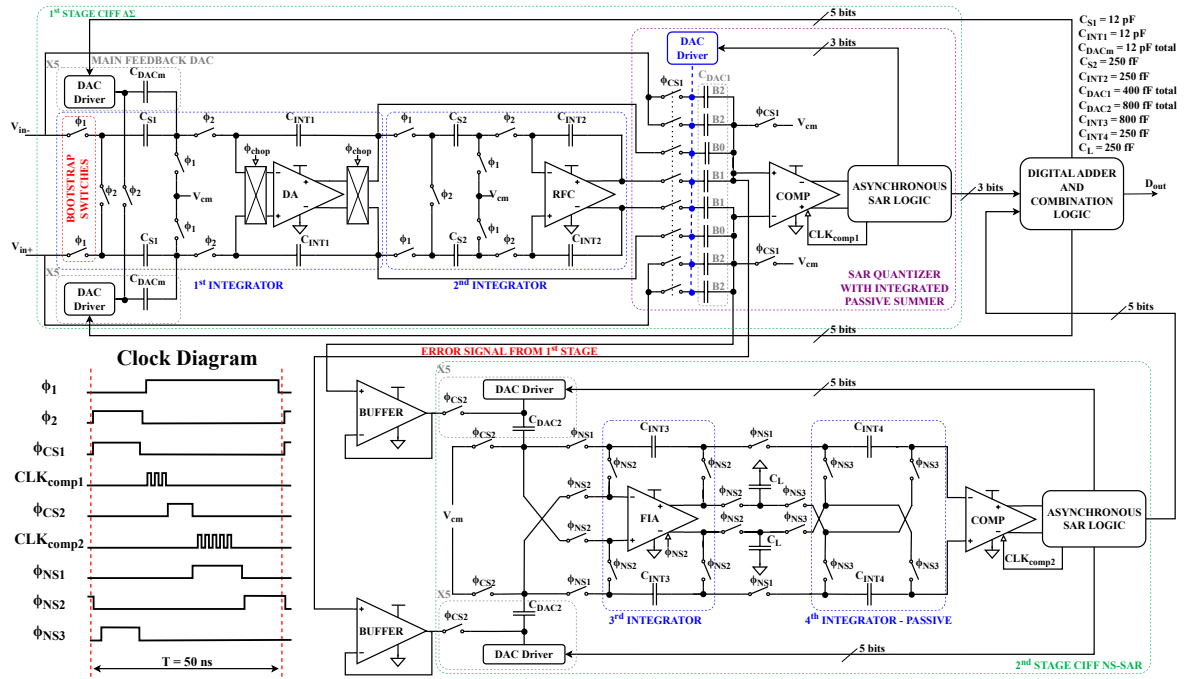 1ST STAGE CIFF ΔΣ
5 bits
X5
MAIN FEEDBACK DAC
DAC Driver
CDACm
3 bits
DAC
Driver
ϕCS1
CDAC1
B2
CS1 = 12 pF
CINT1 = 12 pF
CDACm = 12 pF total
CS2 = 250 fF
CINT2 = 250 fF
CDAC1 = 400 fF total
CDAC2 = 800 fF total
CINT3 = 800 fF
CINT4 = 250 fF
CL = 250 fF
Vin-
ϕ1
CS1
ϕ2
CINT1
ϕ1
CS2
ϕ2
CINT2
B2
ϕCS1
Vcm
BOOTSTRAP
SWITCHES
ϕ2
ϕ2
ϕ1
Vcm
ϕ1
ϕchop
DA
ϕchop
ϕ2
ϕ1
Vcm
ϕ1
RFC
B0
B1
B1
B0
COMP
CLKcomp1
ASYNCHRONOUS
SAR LOGIC
3 bits
DIGITAL ADDER
AND
COMBINATION
LOGIC
Dout
Vin+
ϕ1
CS1
ϕ2
CINT1
ϕ1
CS2
ϕ2
CINT2
B2
B2
ϕCS1
Vcm
X5
DAC
Driver
CDACm
1st INTEGRATOR
2nd INTEGRATOR
SAR QUANTIZER
WITH INTEGRATED
PASSIVE SUMMER
5 bits
5 bits
5 bits
ERROR SIGNAL FROM 1ST STAGE
Clock Diagram
ϕ1
ϕ2
ϕCS1
CLKcomp1
ϕCS2
CLKcomp2
ϕNS1
ϕNS2
ϕNS3
T = 50 ns
X5
DAC Driver
5 bits
BUFFER
ϕCS2
CDAC2
ϕCS2
ϕNS1
CINT3
ϕNS1
CINT4
ϕNS2
ϕNS2
ϕNS3
ϕNS3
Vcm
ϕNS2
ϕNS2
FIA
ϕNS2
ϕNS2
CL
ϕNS3
ϕNS2
CL
ϕNS3
COMP
CLKcomp2
ASYNCHRONOUS
SAR LOGIC
ϕNS2
ϕNS2
ϕNS3
ϕNS3
ϕCS2
ϕNS1
CINT3
ϕNS1
CINT4
X5
CDAC2
BUFFER
ϕCS2
DAC Driver
3rd INTEGRATOR
4th INTEGRATOR - PASSIVE
5 bits
2nd STAGE CIFF NS-SAR